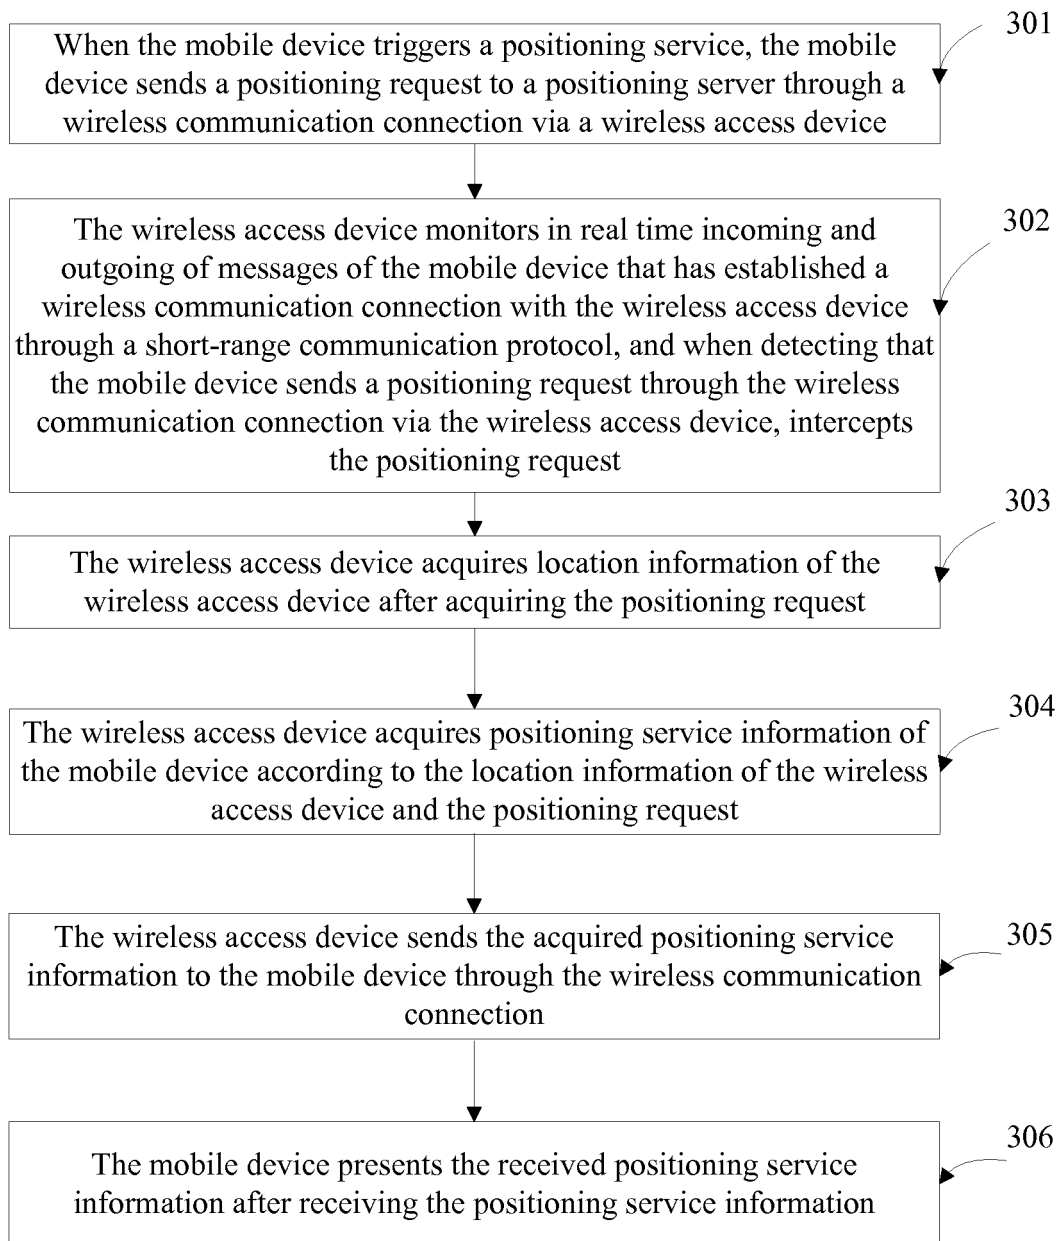 When the mobile device triggers a positioning service, the mobile
device sends a positioning request to a positioning server through a
wireless communication connection via a wireless access device
301
The wireless access device monitors in real time incoming and
outgoing of messages of the mobile device that has established a
wireless communication connection with the wireless access device
through a short-range communication protocol, and when detecting that
the mobile device sends a positioning request through the wireless
communication connection via the wireless access device, intercepts
the positioning request
302
The wireless access device acquires location information of the
wireless access device after acquiring the positioning request
303
The wireless access device acquires positioning service information of
the mobile device according to the location information of the wireless
access device and the positioning request
304
The wireless access device sends the acquired positioning service
information to the mobile device through the wireless communication
connection
305
The mobile device presents the received positioning service
information after receiving the positioning service information
306